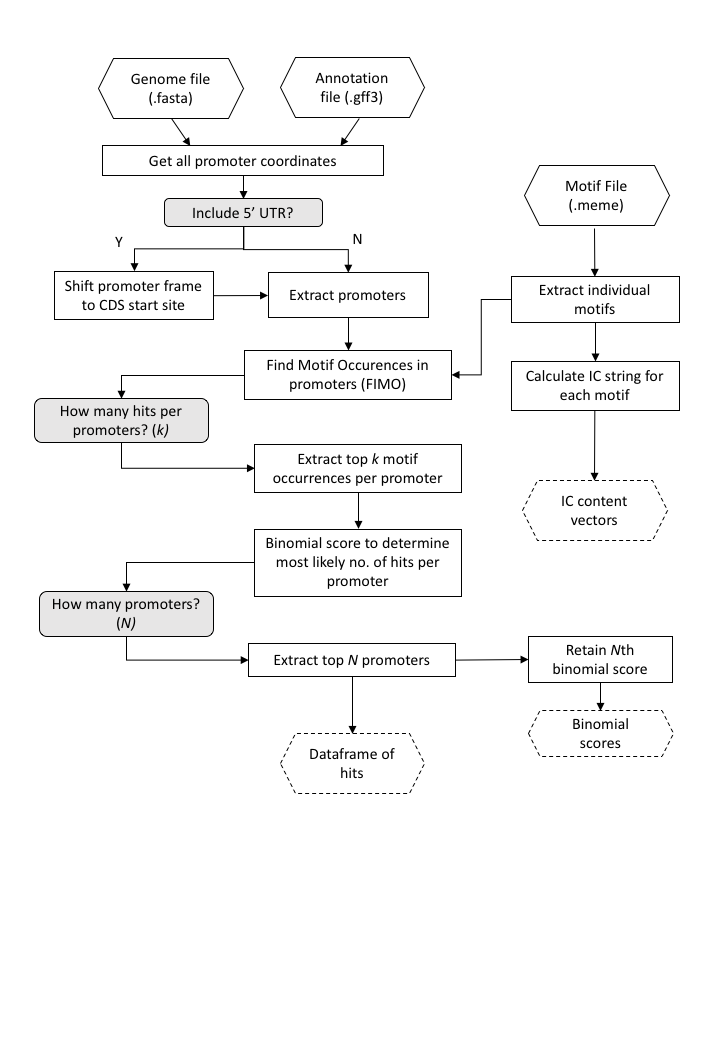 Genome file
(.fasta)
Annotation
file (.gff3)
Get all promoter coordinates
Include 5’ UTR?
Motif File
(.meme)
Y
N
Shift promoter frame
to CDS start site
Extract promoters
Extract individual
motifs
Find Motif Occurences in
promoters (FIMO)
Calculate IC string for
each motif
How many hits per
promoters? (k)
Extract top k motif
occurrences per promoter
IC content
vectors
Binomial score to determine
most likely no. of hits per
promoter
How many promoters?
(N)
Extract top N promoters
Retain Nth
binomial score
Binomial
scores
Dataframe of
hits